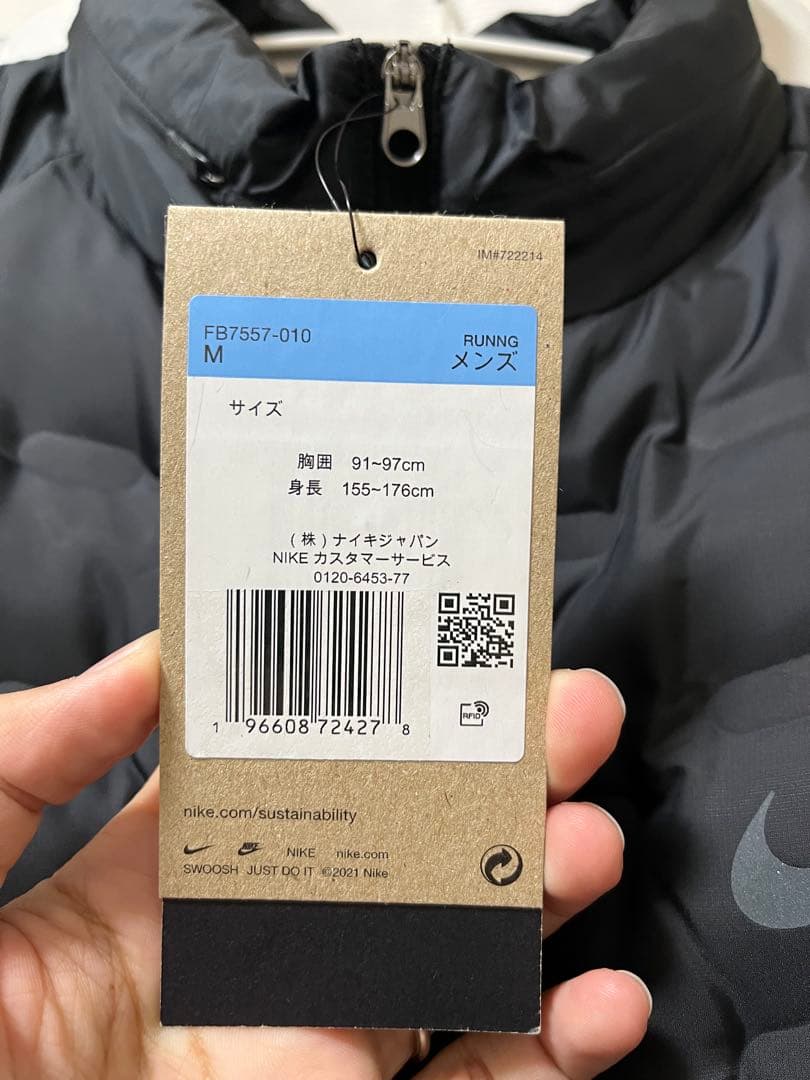 IM#722214
FB7557-010
M
RUNNG
メンズ
サイズ
胸囲 91~97cm
身長 155~176cm
(株)ナイキジャパン
NIKE カスタマーサービス
0120-6453-77
1 96608 72427 8
RFID
nike.com/sustainability
NIKE
NIKE nike.com
SWOOSH JUST DO IT ©2021 Nike